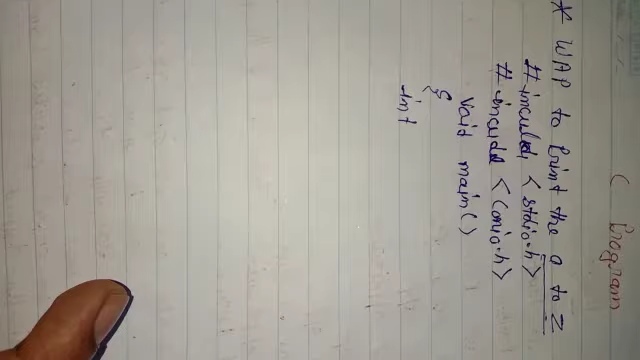 C Program
* WAP to Print the a to z
# include < stdio.h>
# include < conio.h>
void main()
{
int